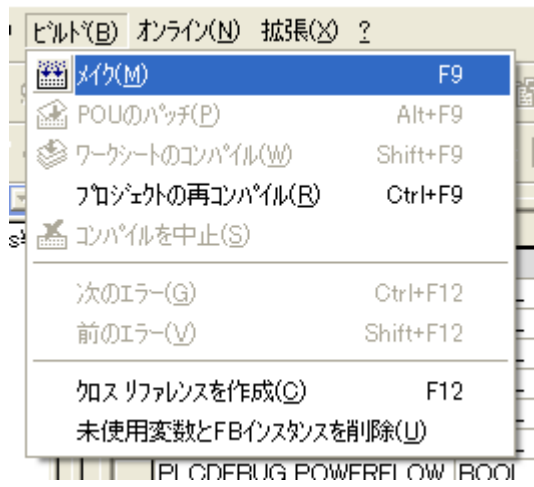 ビルド(B) オンライン(N) 拡張(X) ?
メイク(M) F9
POUのパッチ(P) Alt+F9
ワークシートのコンパイル(W) Shift+F9
プロジェクトの再コンパイル(R) Ctrl+F9
コンパイルを中止(S)
次のエラー(G) Ctrl+F12
前のエラー(V) Shift+F12
クロス リファレンスを作成(C) F12
未使用変数とFBインスタンスを削除(U)
PLCDEBUG POWERFLOW BOOL